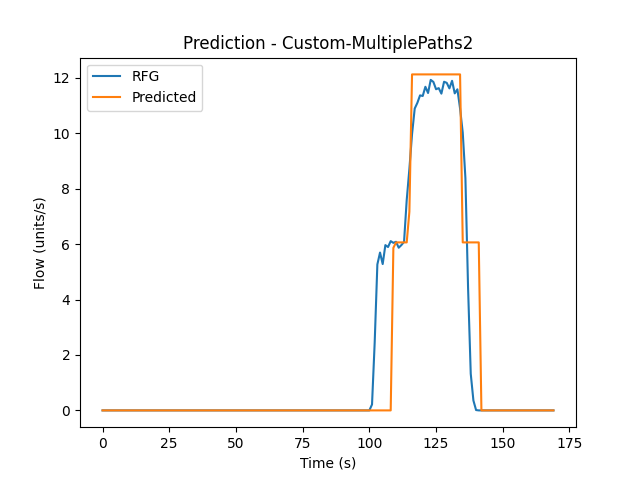 Prediction - Custom-MultiplePaths2
RFG
Predicted
12
10
8
6
4
2
0
Flow (units/s)
0 25 50 75 100 125 150 175
Time (s)